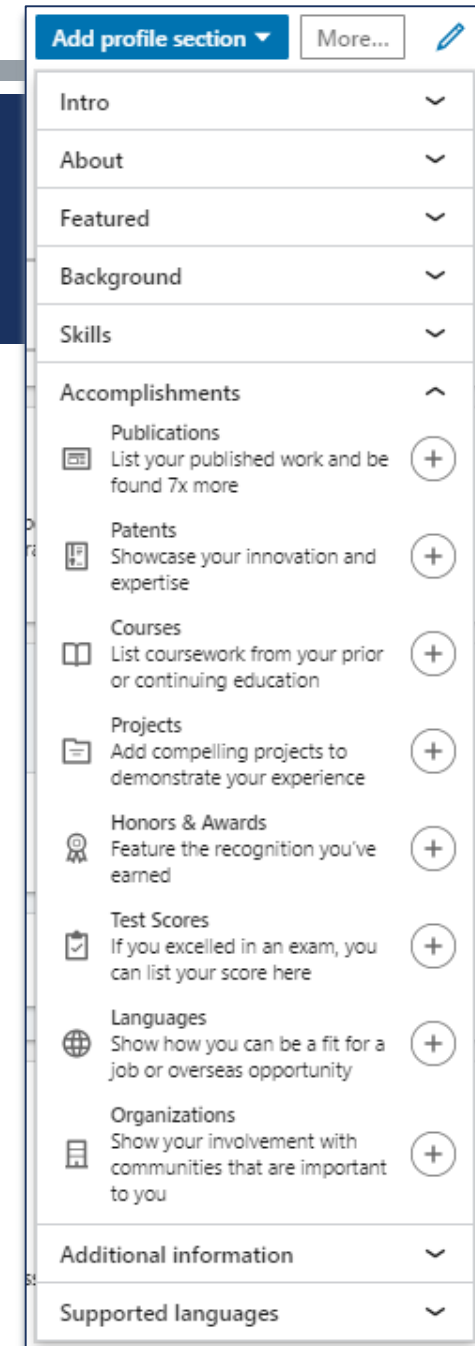 Add profile section
More...
Intro
About
Featured
Background
Skills
Accomplishments
Publications
List your published work and be
found 7x more
Patents
Showcase your innovation and
expertise
Courses
List coursework from your prior
or continuing education
Projects
Add compelling projects to
demonstrate your experience
Honors & Awards
Feature the recognition you've
earned
Test Scores
If you excelled in an exam, you
can list your score here
Languages
Show how you can be a fit for a
job or overseas opportunity
Organizations
Show your involvement with
communities that are important
to you
Additional information
Supported languages